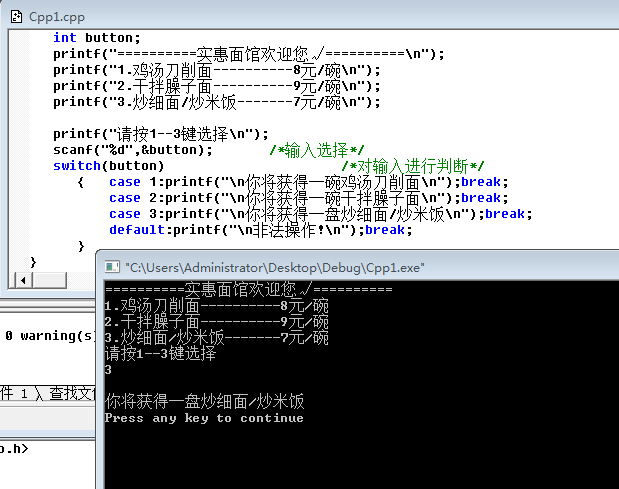 Cpp1.cpp
int button;
printf("==========实惠面馆欢迎您√==========\n");
printf("1.鸡汤刀削面----------8元/碗\n");
printf("2.干拌臊子面----------9元/碗\n");
printf("3.炒细面/炒米饭-------7元/碗\n");
printf("请按1--3键选择\n");
scanf("%d",&button); /*输入选择*/
switch(button) /*对输入进行判断*/
{ case 1:printf("\n你将获得一碗鸡汤刀削面\n");break;
case 2:printf("\n你将获得一碗干拌臊子面\n");break;
case 3:printf("\n你将获得一盘炒细面/炒米饭\n");break;
default:printf("\n非法操作!\n");break;
}
}
"C:\Users\Administrator\Desktop\Debug\Cpp1.exe"
==========实惠面馆欢迎您√==========
1.鸡汤刀削面----------8元/碗
2.干拌臊子面----------9元/碗
3.炒细面/炒米饭-------7元/碗
请按1--3键选择
3
你将获得一盘炒细面/炒米饭
Press any key to continue
0 warning(s)
件 1 \ 查找文件
o.h>